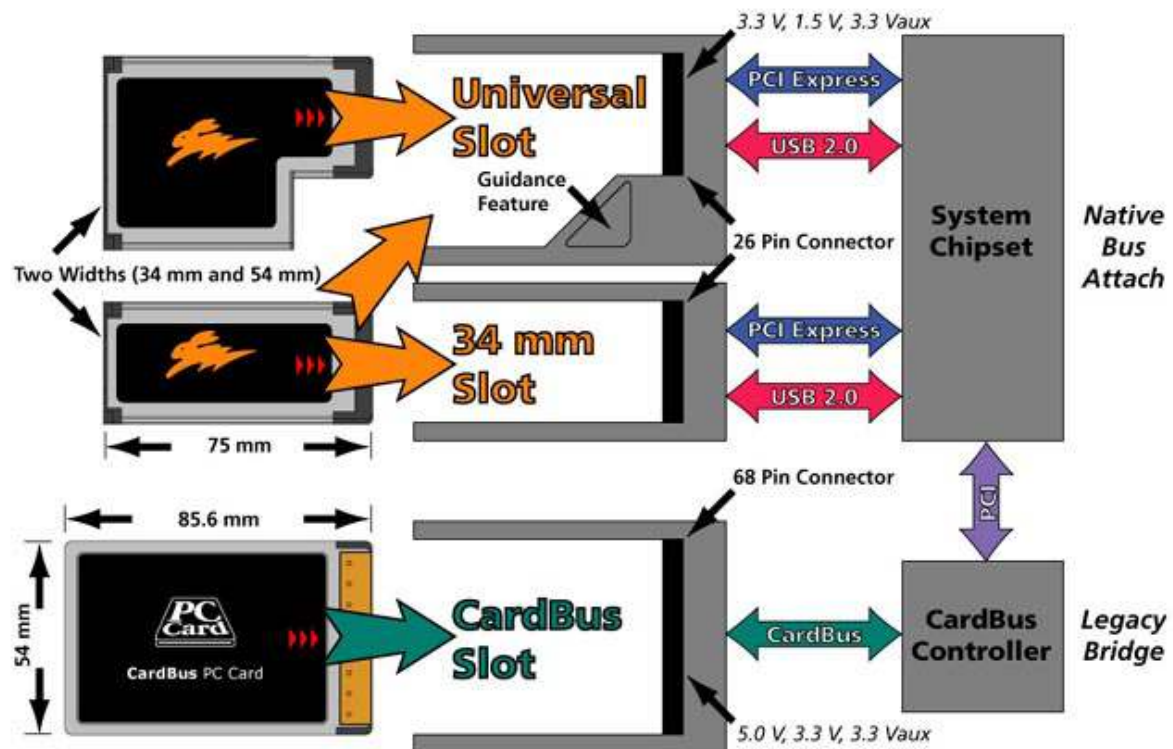 3.3 V, 1.5 V, 3.3 Vaux
PCI Express
Universal
Slot
USB 2.0
Guidance
Feature
System
Chipset
Native
Bus
Attach
26 Pin Connector
Two Widths (34 mm and 54 mm)
PCI Express
34 mm
Slot
USB 2.0
75 mm
68 Pin Connector
PCI
85.6 mm
54 mm
PC
Card
CardBus PC Card
CardBus
Slot
CardBus
CardBus
Controller
Legacy
Bridge
5.0 V, 3.3 V, 3.3 Vaux